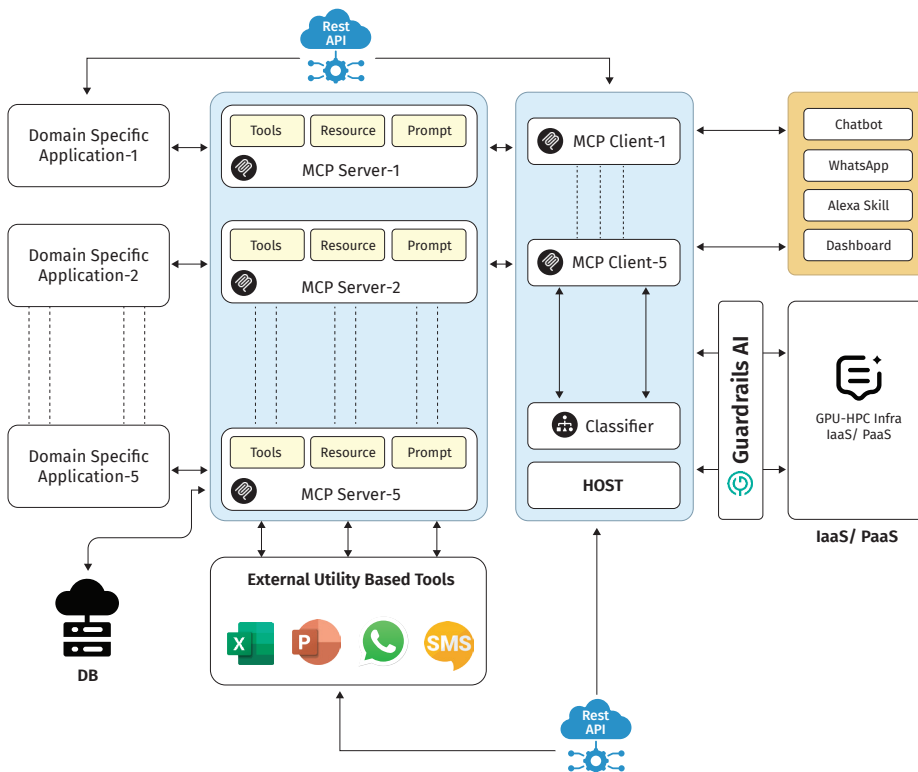 Rest
API
Domain Specific
Application-1
Tools
Resource
Prompt
MCP Server-1
MCP Client-1
Chatbot
WhatsApp
Alexa Skill
Dashboard
Domain Specific
Application-2
Tools
Resource
Prompt
MCP Server-2
MCP Client-5
Guardrails AI
GPU-HPC Infra
IaaS/ PaaS
IaaS/ PaaS
Classifier
HOST
Domain Specific
Application-5
Tools
Resource
Prompt
MCP Server-5
External Utility Based Tools
X
P
SMS
DB
Rest
API